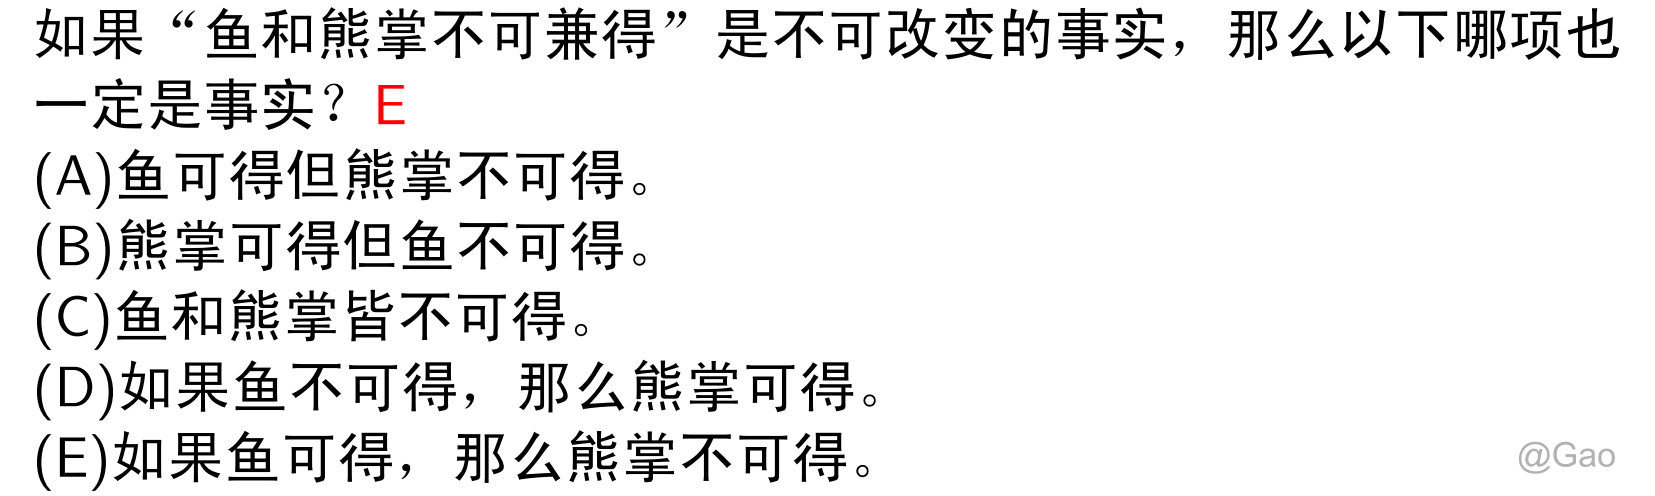 如果“鱼和熊掌不可兼得”是不可改变的事实，那么以下哪项也
一定是事实？E
(A)鱼可得但熊掌不可得。
(B)熊掌可得但鱼不可得。
(C)鱼和熊掌皆不可得。
(D)如果鱼不可得，那么熊掌可得。
(E)如果鱼可得，那么熊掌不可得。
@Gao